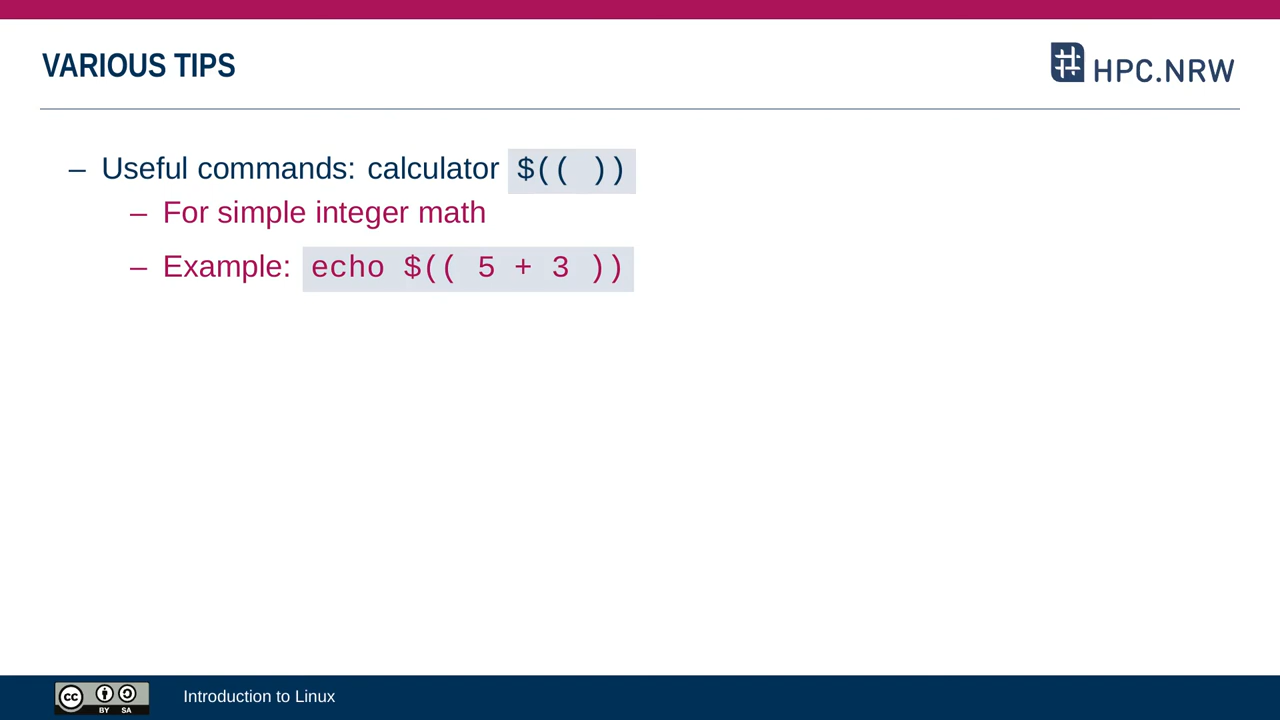 VARIOUS TIPS
HPC.NRW
– Useful commands: calculator $(( ))
– For simple integer math
– Example: echo $(( 5 + 3 ))
cc BY SA
Introduction to Linux